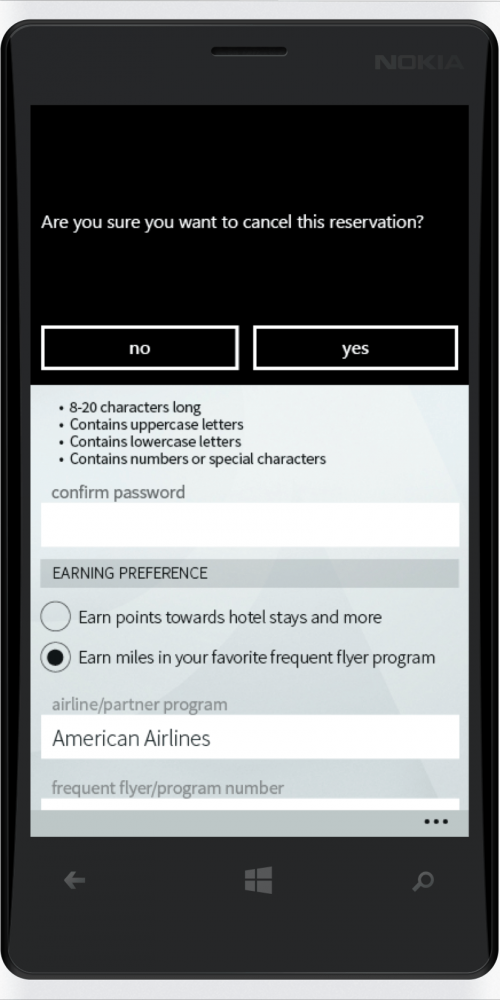 NOKIA
Are you sure you want to cancel this reservation?
no
yes
• 8-20 characters long
• Contains uppercase letters
• Contains lowercase letters
• Contains numbers or special characters
confirm password
EARNING PREFERENCE
Earn points towards hotel stays and more
Earn miles in your favorite frequent flyer program
airline/partner program
American Airlines
frequent flyer/program number